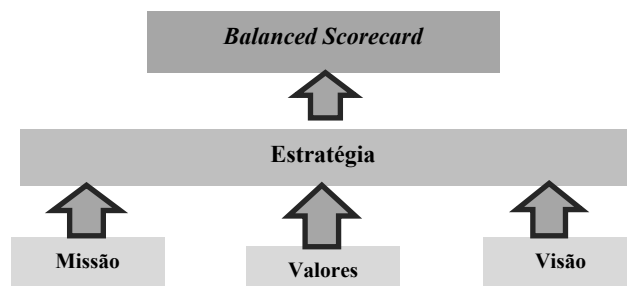 Balanced Scorecard
Estratégia
Missão
Valores
Visão